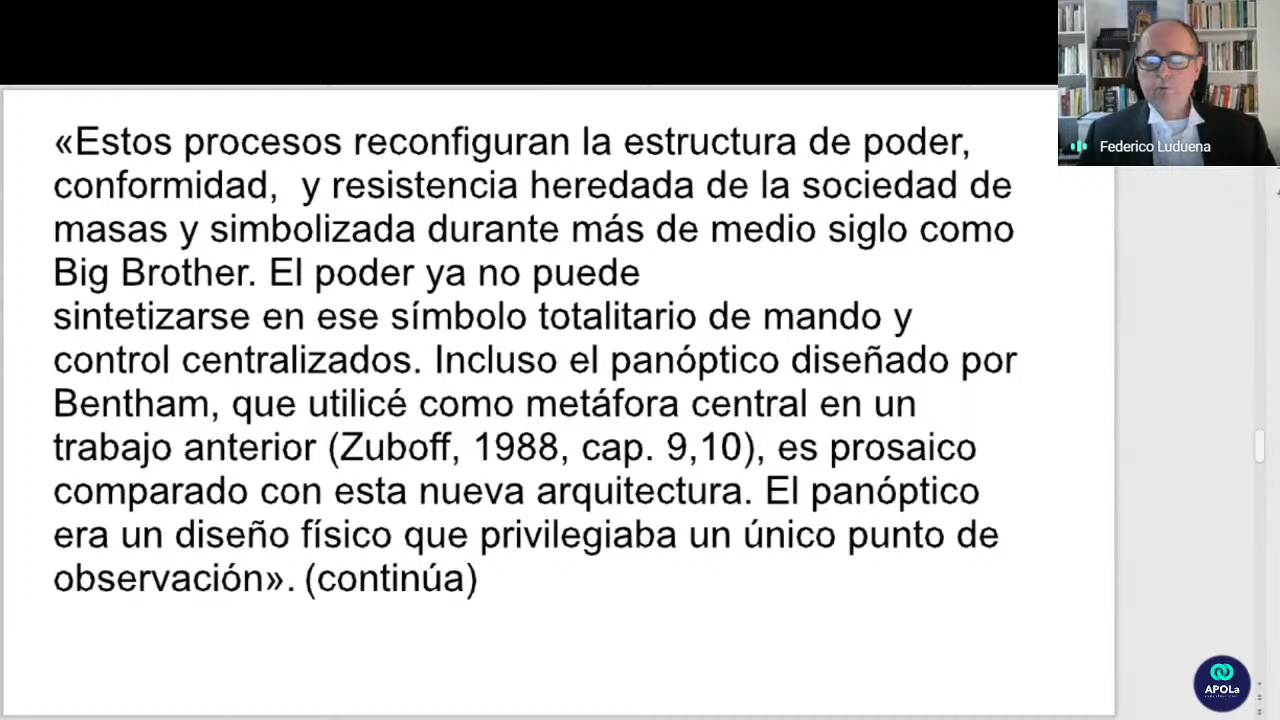 «Estos procesos reconfiguran la estructura de poder,
conformidad,  y resistencia heredada de la sociedad de
masas y simbolizada durante más de medio siglo como
Big Brother. El poder ya no puede
sintetizarse en ese símbolo totalitario de mando y
control centralizados. Incluso el panóptico diseñado por
Bentham, que utilicé como metáfora central en un
trabajo anterior (Zuboff, 1988, cap. 9,10), es prosaico
comparado con esta nueva arquitectura. El panóptico
era un diseño físico que privilegiaba un único punto de
observación». (continúa)
Federico Luduena
APOLa